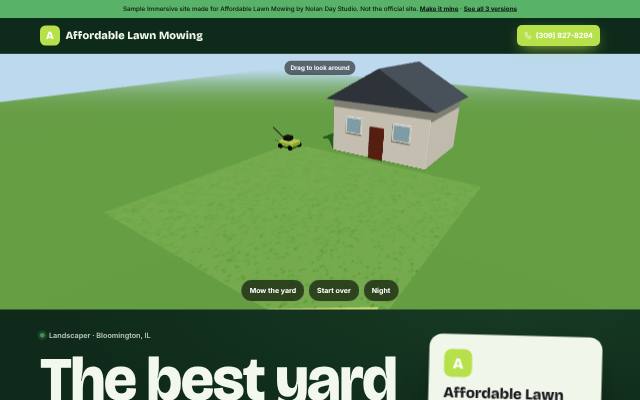 Sample Immersive site made for Affordable Lawn Mowing by Nolan Day Studio. Not the official site. Make it mine · See all 3 versions
A Affordable Lawn Mowing
(309) 827-8294
Drag to look around
Mow the yard
Start over
Night
Landscaper · Bloomington, IL
The best yard
A
Affordable Lawn